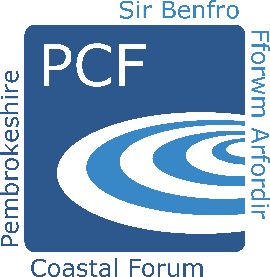 Sir Benfro
Fforwm Arfordir
PCF
Pembrokeshire
Coastal Forum